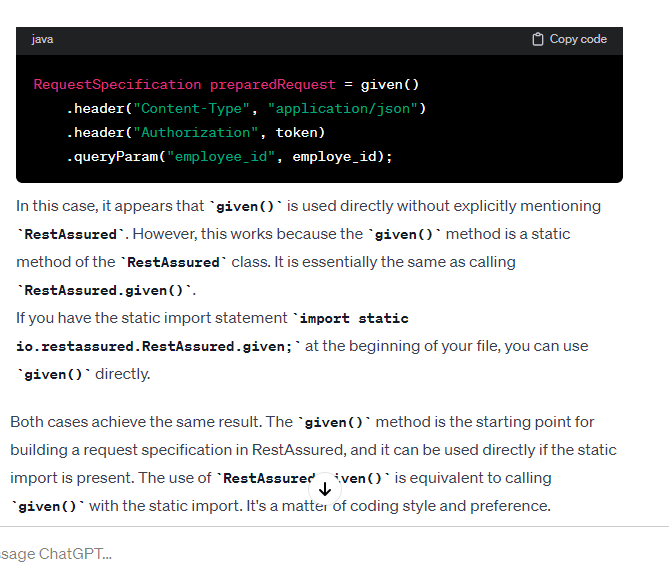 java Copy code
RequestSpecification preparedRequest = given()
.header("Content-Type", "application/json")
.header("Authorization", token)
.queryParam("employee_id", employe_id);
In this case, it appears that `given()` is used directly without explicitly mentioning
`RestAssured`. However, this works because the `given()` method is a static
method of the `RestAssured` class. It is essentially the same as calling
`RestAssured.given()`.
If you have the static import statement `import static
io.restassured.RestAssured.given;` at the beginning of your file, you can use
`given()` directly.
Both cases achieve the same result. The `given()` method is the starting point for
building a request specification in RestAssured, and it can be used directly if the static
import is present. The use of `RestAssured iven()` is equivalent to calling
`given()` with the static import. It's a matter of coding style and preference.
sage ChatGPT...